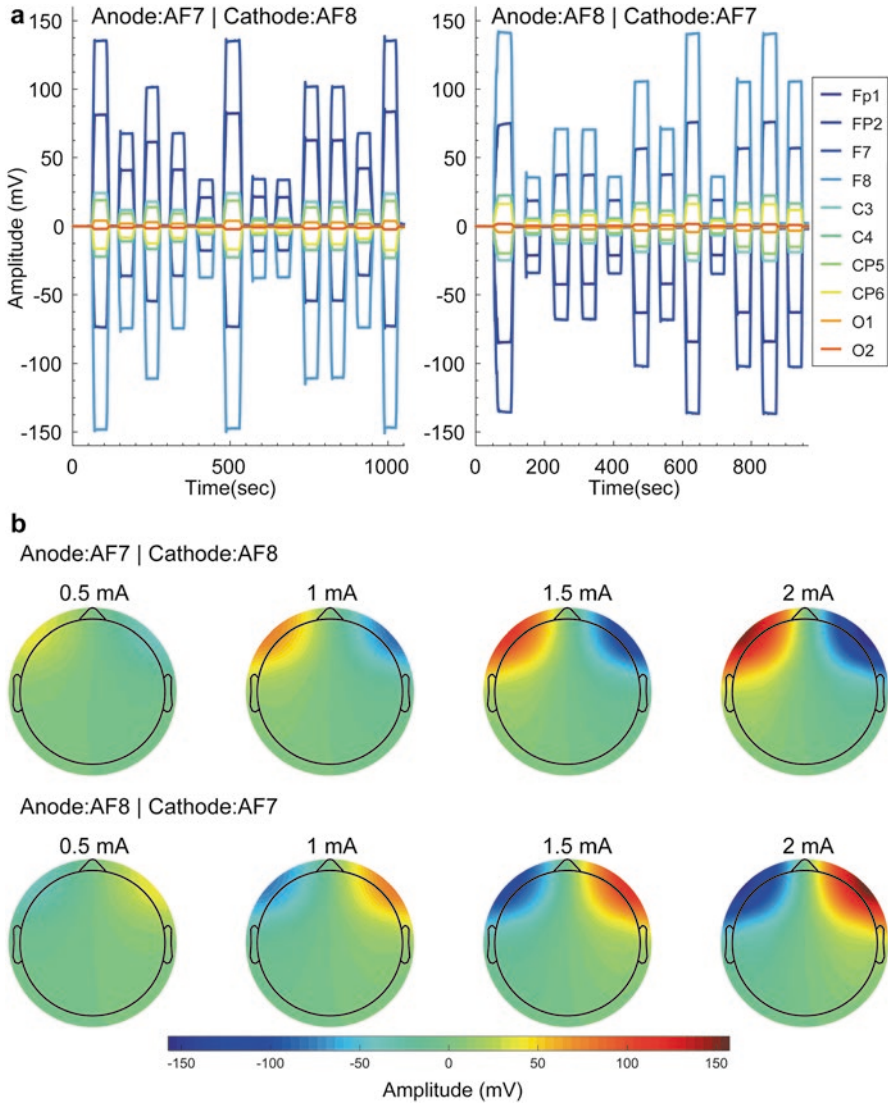 a
Anode:AF7 | Cathode:AF8
Anode:AF8 | Cathode:AF7
Amplitude (mV)
150
100
50
0
-50
-100
-150
0
500
1000
Time(sec)
150
100
50
0
-50
-100
-150
0
200
400
600
800
Time(sec)
Fp1
FP2
F7
F8
C3
C4
CP5
CP6
O1
O2
b
Anode:AF7 | Cathode:AF8
0.5 mA
1 mA
1.5 mA
2 mA
Anode:AF8 | Cathode:AF7
0.5 mA
1 mA
1.5 mA
2 mA
-150
-100
-50
0
50
100
150
Amplitude (mV)